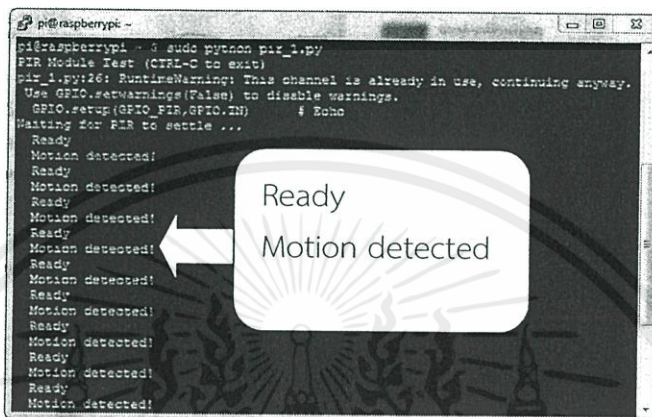 pi@raspberrypi: ~
pi@raspberrypi ~ $ sudo python pir_1.py
PIR Module Test (CTRL-C to exit)
pir_1.py:26: RuntimeWarning: This channel is already in use, continuing anyway.
Use GPIO.setwarnings(False) to disable warnings.
GPIO.setup(GPIO_PIR,GPIO.IN) # Echo
Waiting for PIR to settle ...
Ready
Motion detected!
Ready
Motion detected!
Ready
Motion detected!
Ready
Motion detected!
Ready
Motion detected!
Ready
Motion detected!
Ready
Motion detected!
Ready
Motion detected!
Ready
Motion detected!
Ready
Motion detected